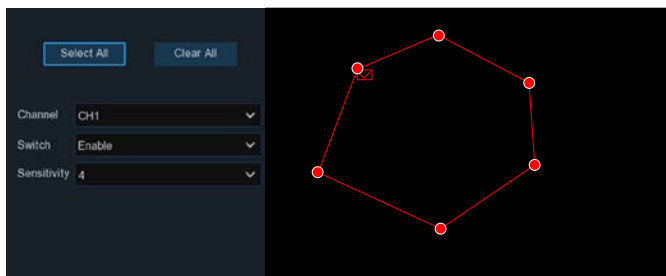 Select All Clear All
Channel CH1
Switch Enable
Sensitivity 4